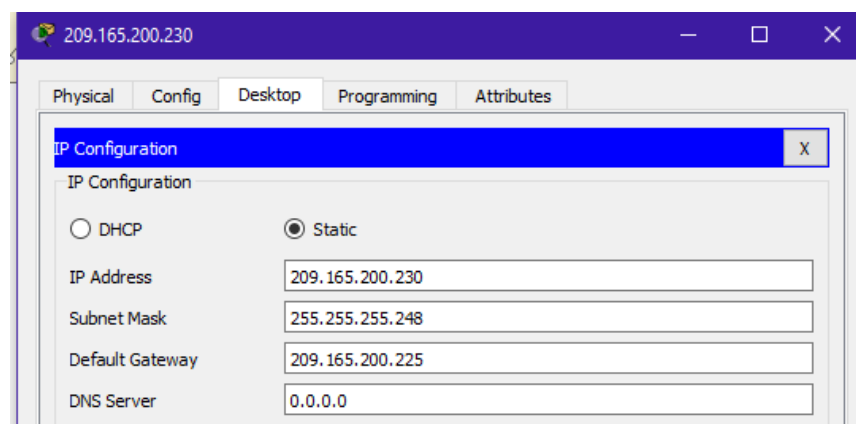 209.165.200.230
Physical Config Desktop Programming Attributes
IP Configuration X
IP Configuration
DHCP Static
IP Address 209.165.200.230
Subnet Mask 255.255.255.248
Default Gateway 209.165.200.225
DNS Server 0.0.0.0